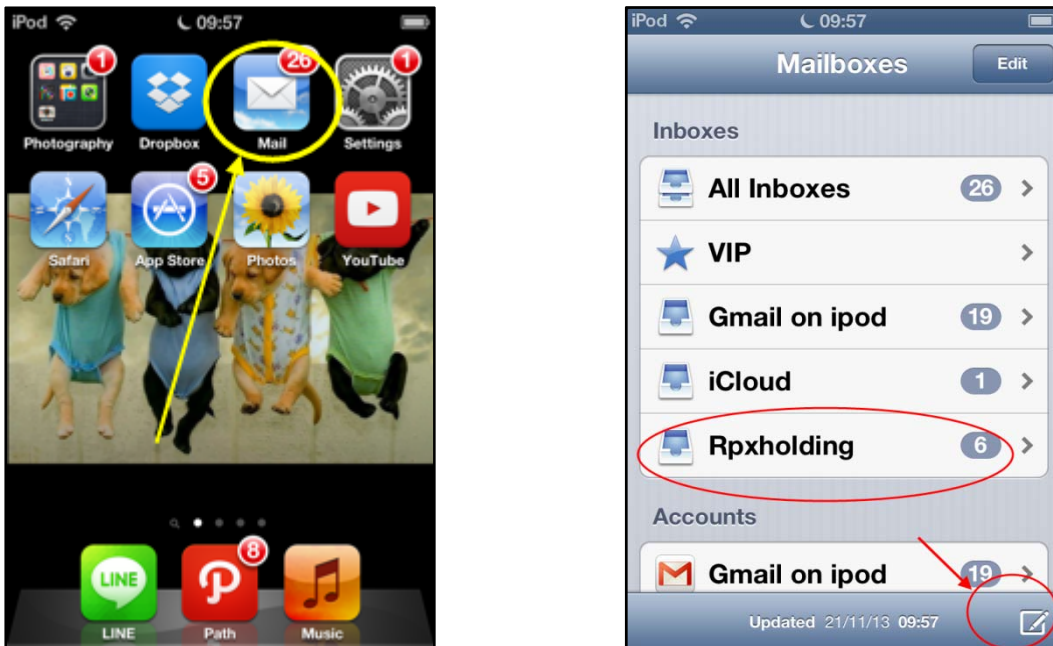 iPod 09:57
1 26 1
Photography Dropbox Mail Settings
5
Safari App Store Photos YouTube
8
LINE
LINE Path Music
iPod 09:57
Mailboxes Edit
Inboxes
All Inboxes 26
VIP
Gmail on ipod 19
iCloud 1
Rpxholding 6
Accounts
Gmail on ipod 19
Updated 21/11/13 09:57